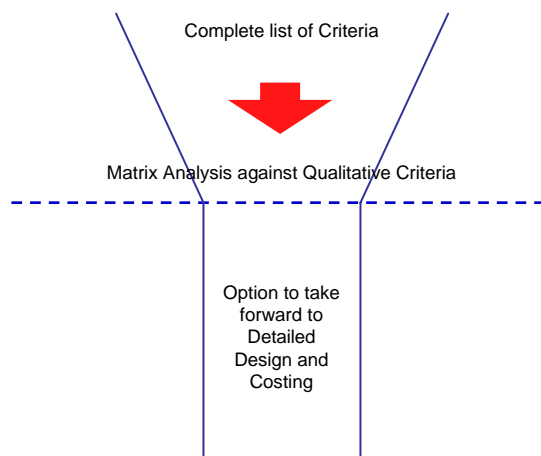 Complete list of Criteria
Matrix Analysis against Qualitative Criteria
Option to take
forward to
Detailed
Design and
Costing